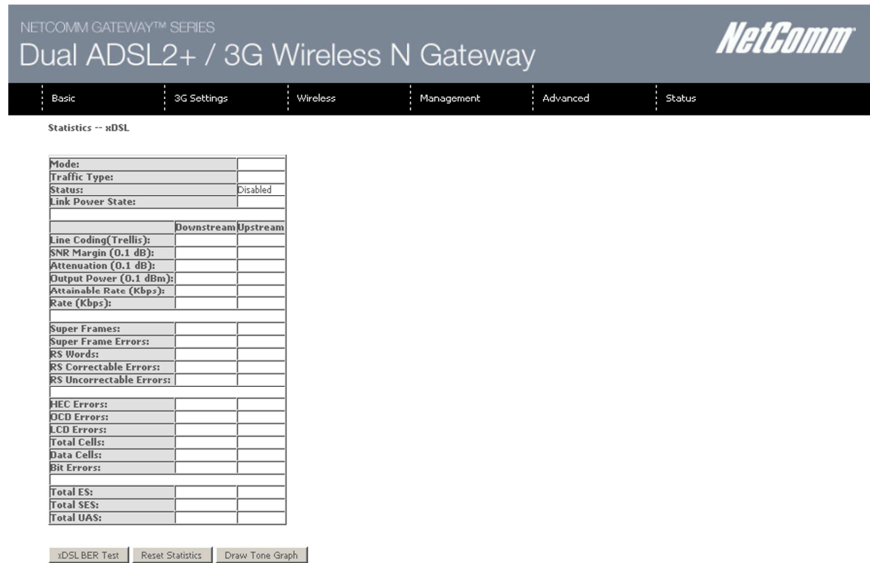 NETCOMM GATEWAY™ SERIES
Dual ADSL2+ / 3G Wireless N Gateway
NetComm™
Basic 3G Settings Wireless Management Advanced Status
Statistics -- xDSL
Mode:
Traffic Type:
Status: Disabled
Link Power State:
Downstream Upstream
Line Coding(Trellis):
SNR Margin (0.1 dB):
Attenuation (0.1 dB):
Output Power (0.1 dBm):
Attainable Rate (Kbps):
Rate (Kbps):
Super Frames:
Super Frame Errors:
RS Words:
RS Correctable Errors:
RS Uncorrectable Errors:
HEC Errors:
OCD Errors:
LCD Errors:
Total Cells:
Data Cells:
Bit Errors:
Total ES:
Total SES:
Total UAS:
xDSL BER Test Reset Statistics Draw Tone Graph